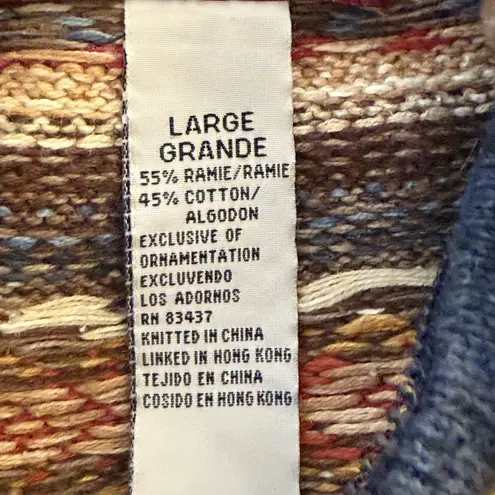 LARGE
GRANDE
55% RAMIE/RAMIE
45% COTTON/
ALGODON
EXCLUSIVE OF
ORNAMENTATION
EXCLUVENDO
LOS ADORNOS
RN 83437
KNITTED IN CHINA
LINKED IN HONG KONG
TEJIDO EN CHINA
COSIDO EN HONG KONG